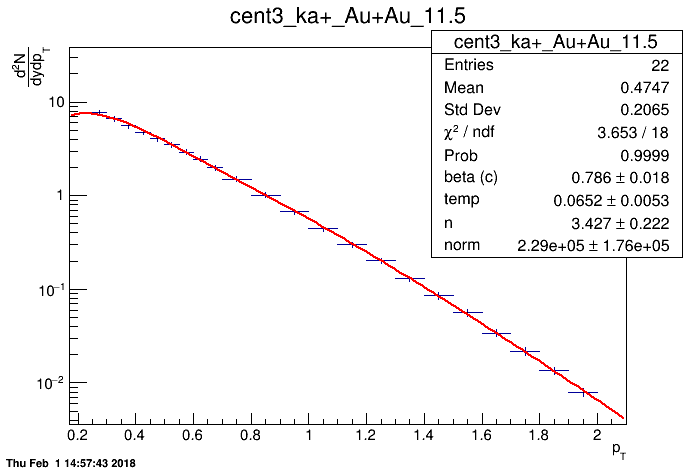 cent3_ka+_Au+Au_11.5
d²N
dydp_T
cent3_ka+_Au+Au_11.5
Entries 22
Mean 0.4747
Std Dev 0.2065
χ² / ndf 3.653 / 18
Prob 0.9999
beta (c) 0.786 ± 0.018
temp 0.0652 ± 0.0053
n 3.427 ± 0.222
norm 2.29e+05 ± 1.76e+05
10
1
10⁻¹
10⁻²
0.2 0.4 0.6 0.8 1 1.2 1.4 1.6 1.8 2
p_T
Thu Feb 1 14:57:43 2018